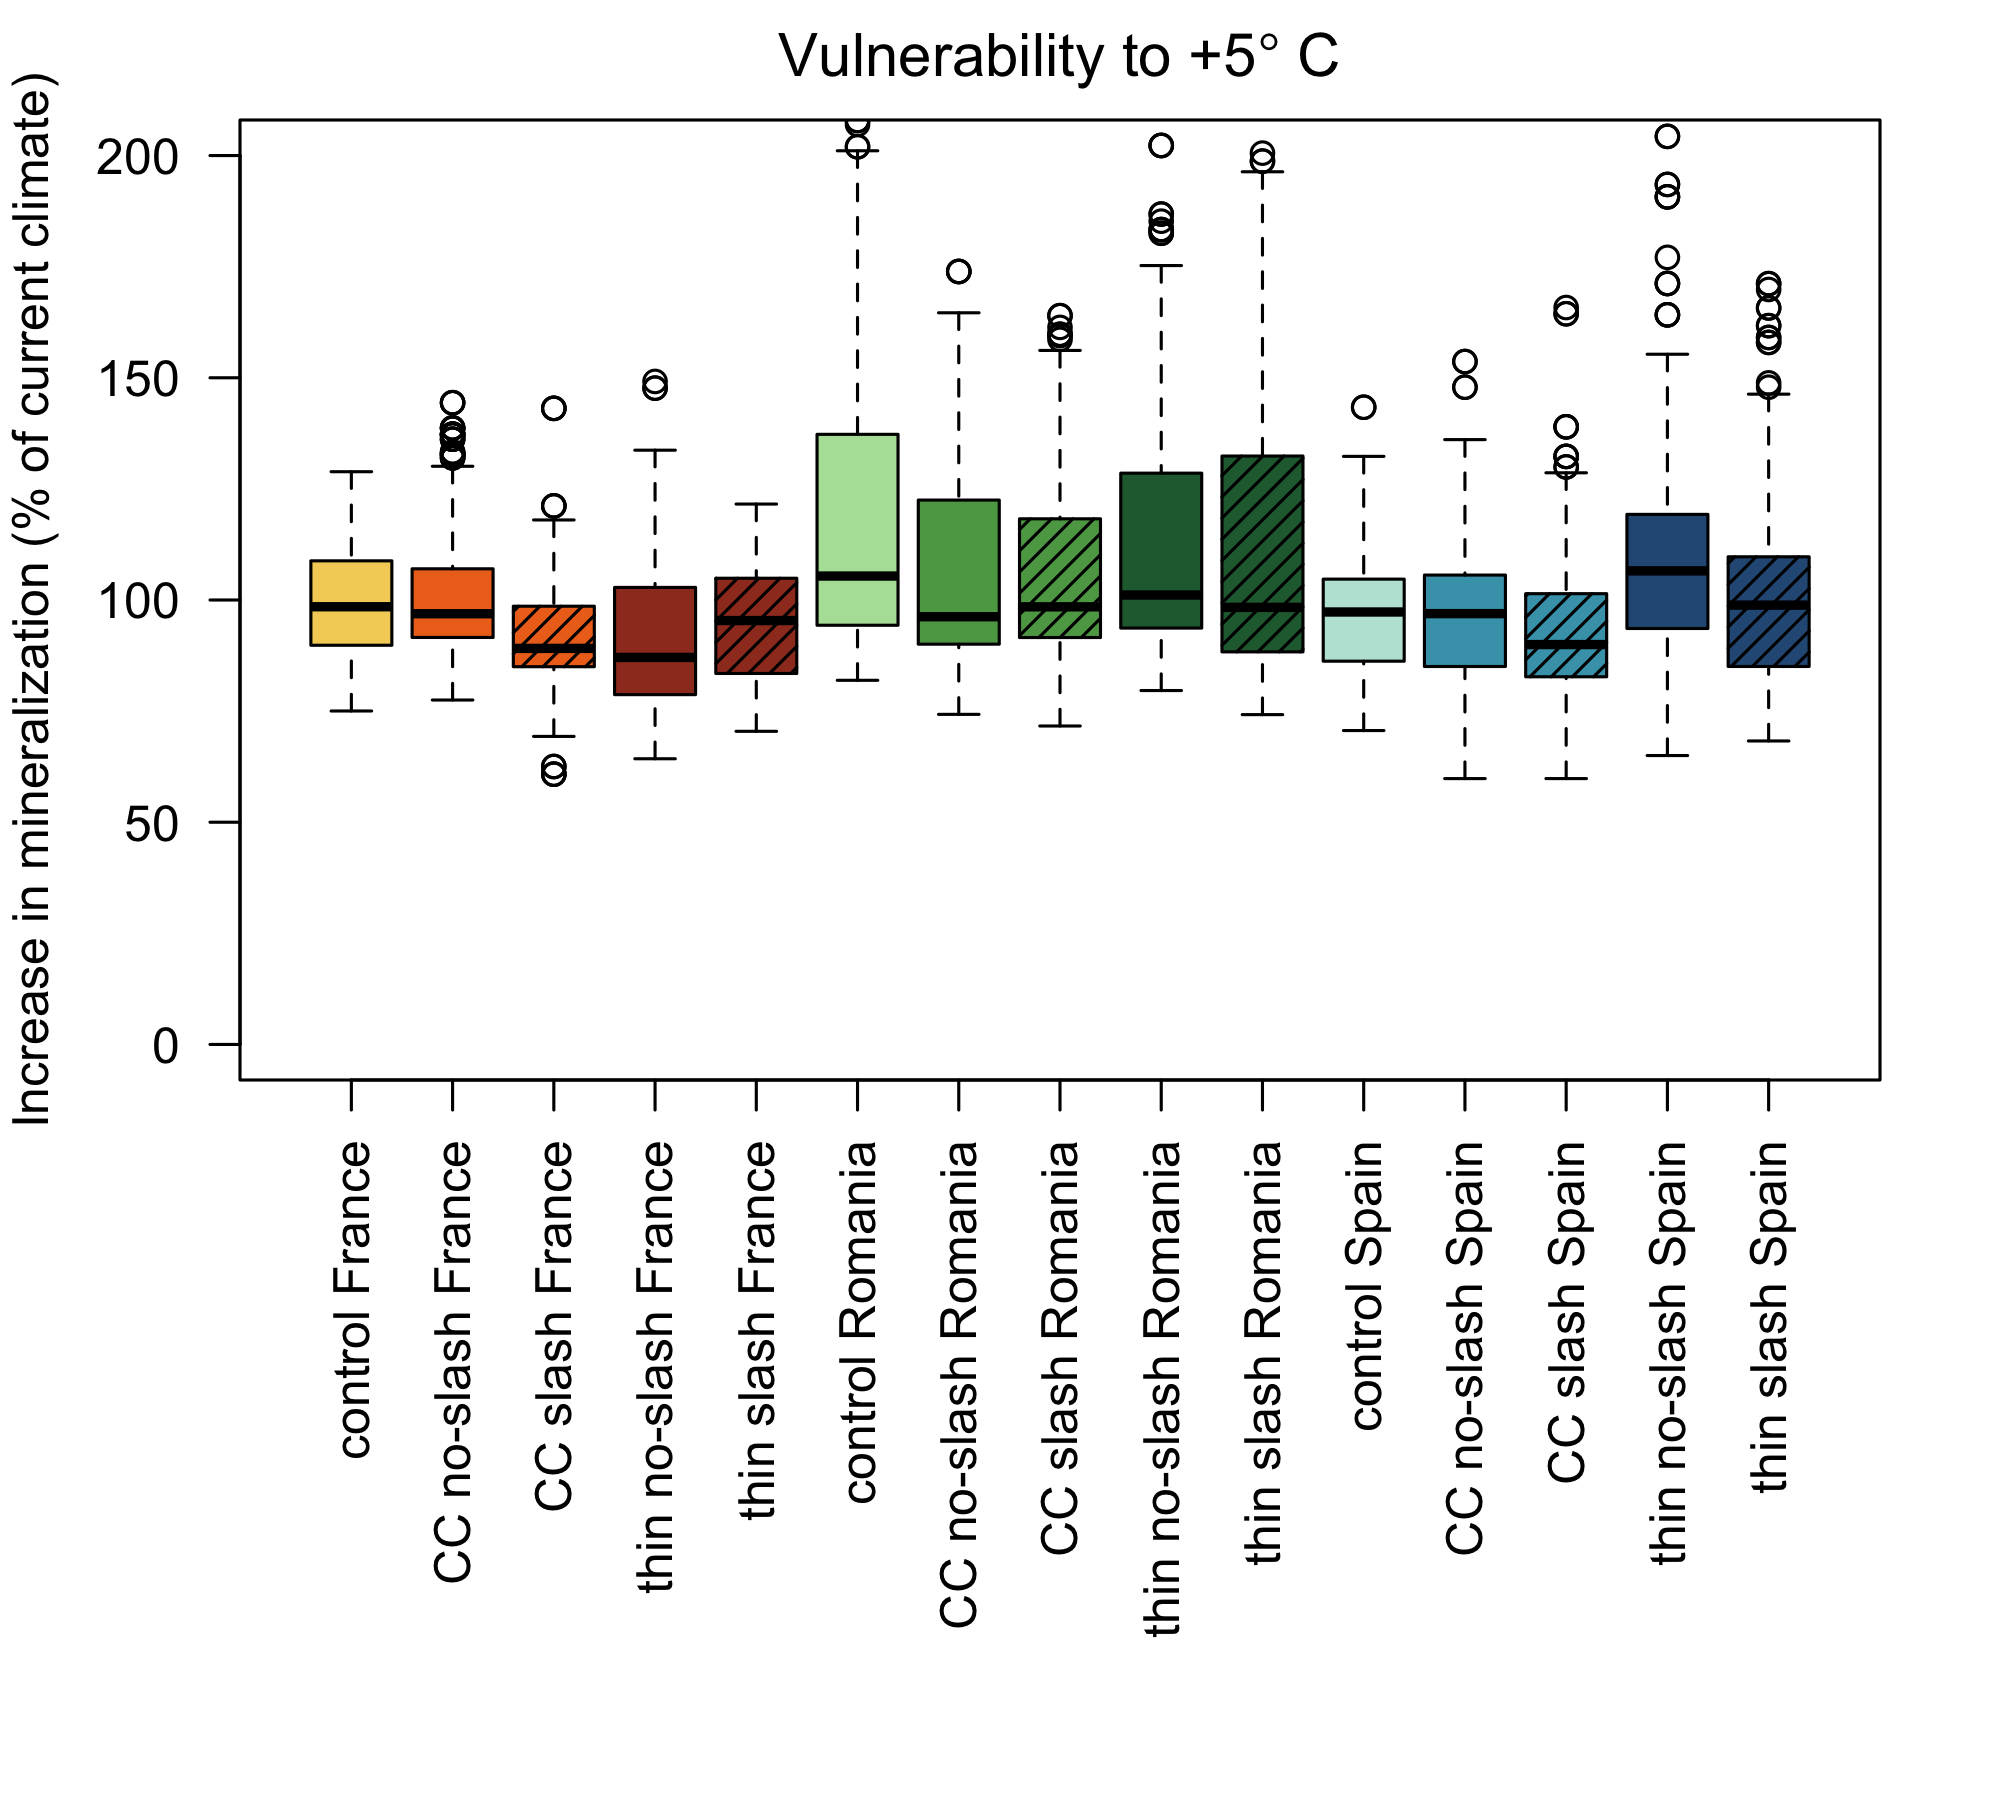 Vulnerability to +5° C
Increase in mineralization (% of current climate)
200
150
100
50
0
control France
CC no-slash France
CC slash France
thin no-slash France
thin slash France
control Romania
CC no-slash Romania
CC slash Romania
thin no-slash Romania
thin slash Romania
control Spain
CC no-slash Spain
CC slash Spain
thin no-slash Spain
thin slash Spain